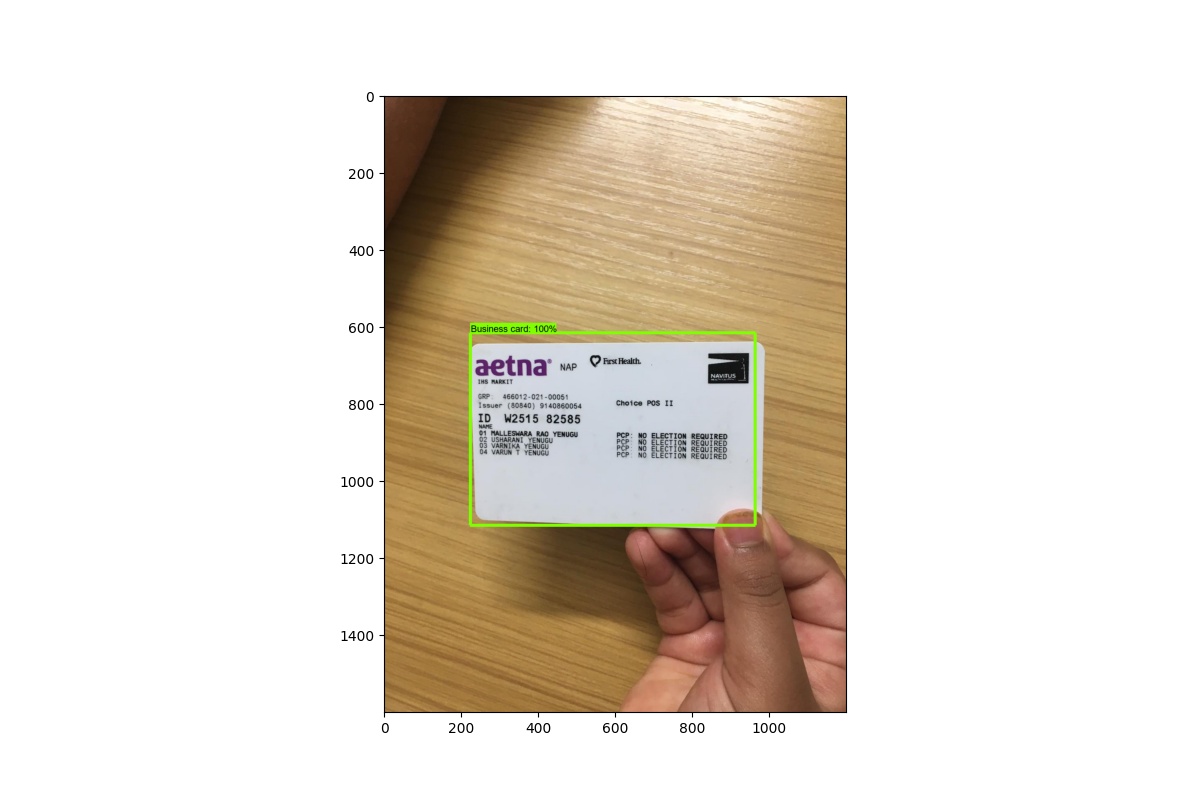 0
200
400
600
800
1000
1200
1400
0 200 400 600 800 1000
Business card: 100%
aetna® NAP First Health.
NAVITUS
IHS MARKIT
GRP: 466012-021-00051
Issuer (80840) 9140860054 Choice POS II
ID W2515 82585
NAME
01 MALLESWARA RAO YENUGU PCP: NO ELECTION REQUIRED
02 USHARANI YENUGU PCP: NO ELECTION REQUIRED
03 VARNIKA YENUGU PCP: NO ELECTION REQUIRED
04 VARUN T YENUGU PCP: NO ELECTION REQUIRED